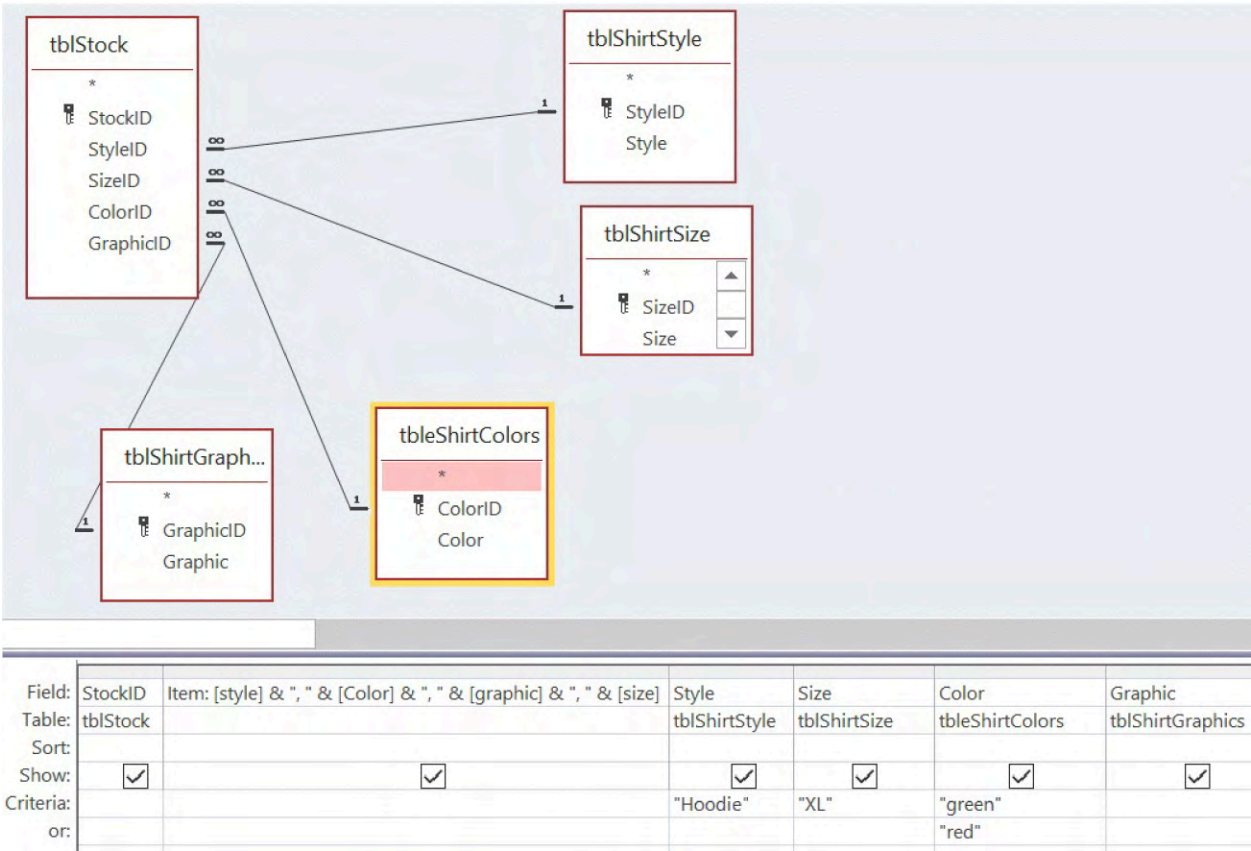 tblStock
*
StockID
StyleID
SizeID
ColorID
GraphicID
tblShirtStyle
*
StyleID
Style
tblShirtSize
*
SizeID
Size
tblShirtGraph...
*
GraphicID
Graphic
tbleShirtColors
*
ColorID
Color
∞ 1
∞ 1
∞ 1
∞ 1
Field: StockID Item: [style] & ", " & [Color] & ", " & [graphic] & ", " & [size] Style Size Color Graphic
Table: tblStock tblShirtStyle tblShirtSize tbleShirtColors tblShirtGraphics
Sort:
Show:
Criteria: "Hoodie" "XL" "green"
or: "red"